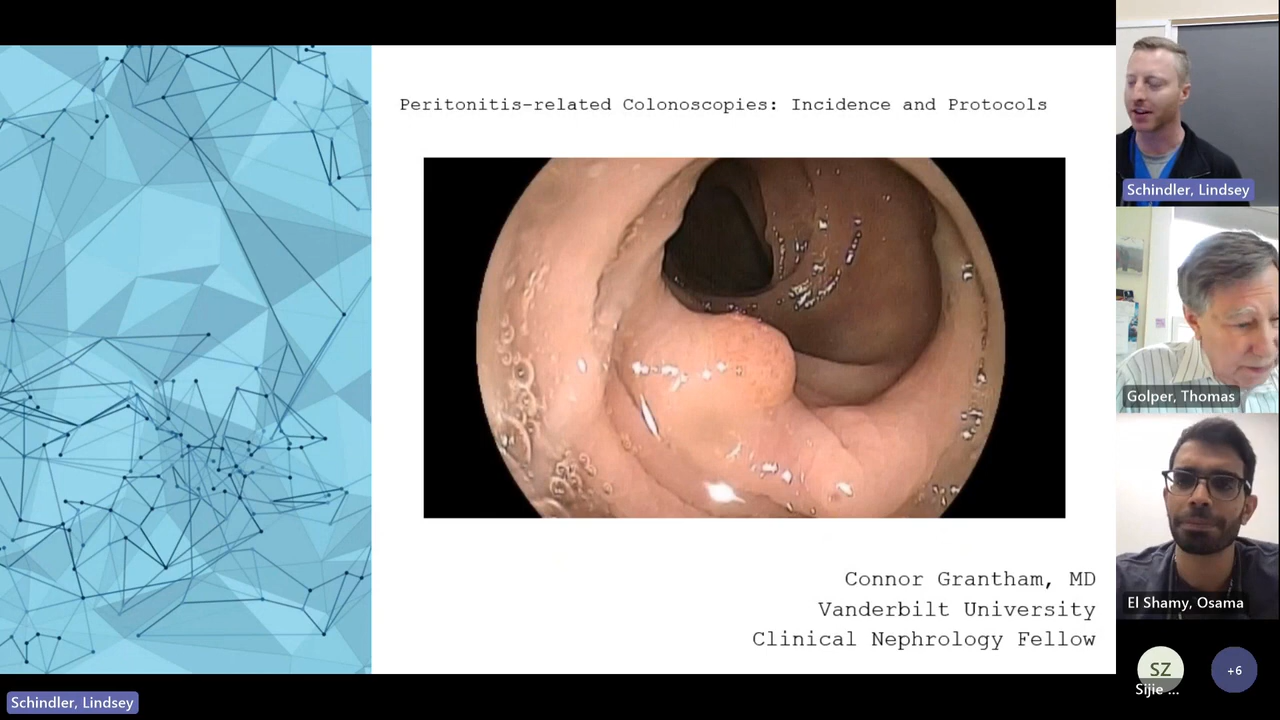 Peritonitis-related Colonoscopies: Incidence and Protocols
Connor Grantham, MD
Vanderbilt University
Clinical Nephrology Fellow
Schindler, Lindsey
Golper, Thomas
El Shamy, Osama
SZ
Sijie ...
+6
Schindler, Lindsey